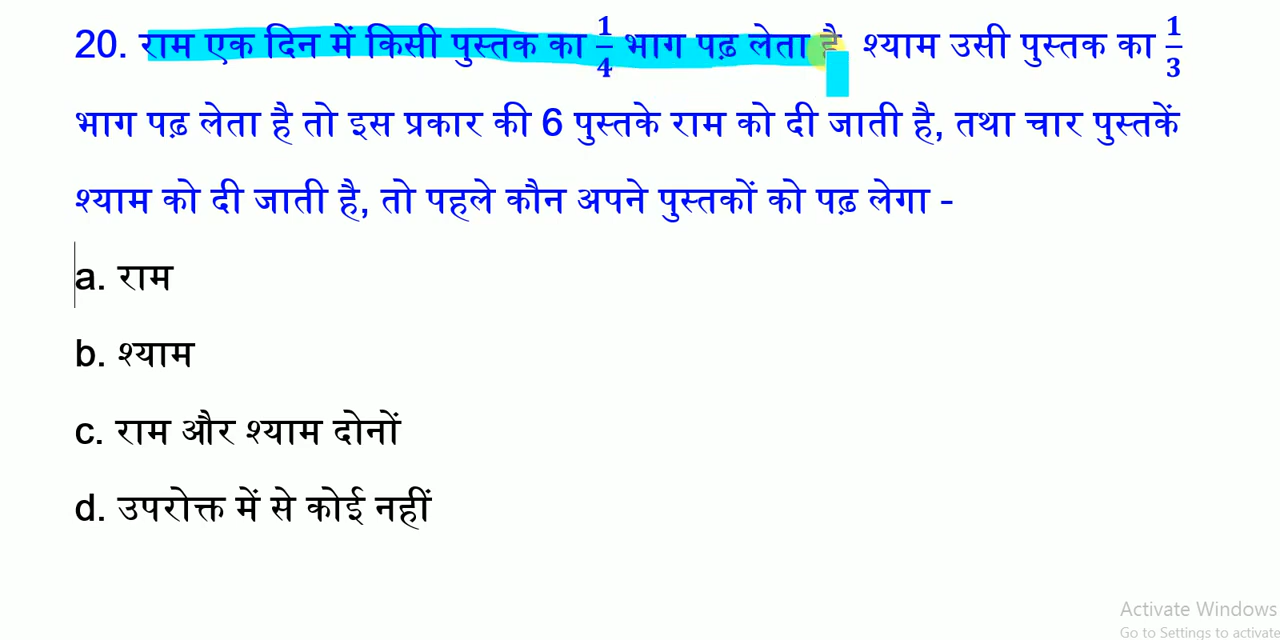 20. राम एक दिन में किसी पुस्तक का 1/4 भाग पढ़ लेता है श्याम उसी पुस्तक का 1/3
भाग पढ़ लेता है तो इस प्रकार की 6 पुस्तके राम को दी जाती है, तथा चार पुस्तकें
श्याम को दी जाती है, तो पहले कौन अपने पुस्तकों को पढ़ लेगा -
a. राम
b. श्याम
c. राम और श्याम दोनों
d. उपरोक्त में से कोई नहीं
Activate Windows
Go to Settings to activate